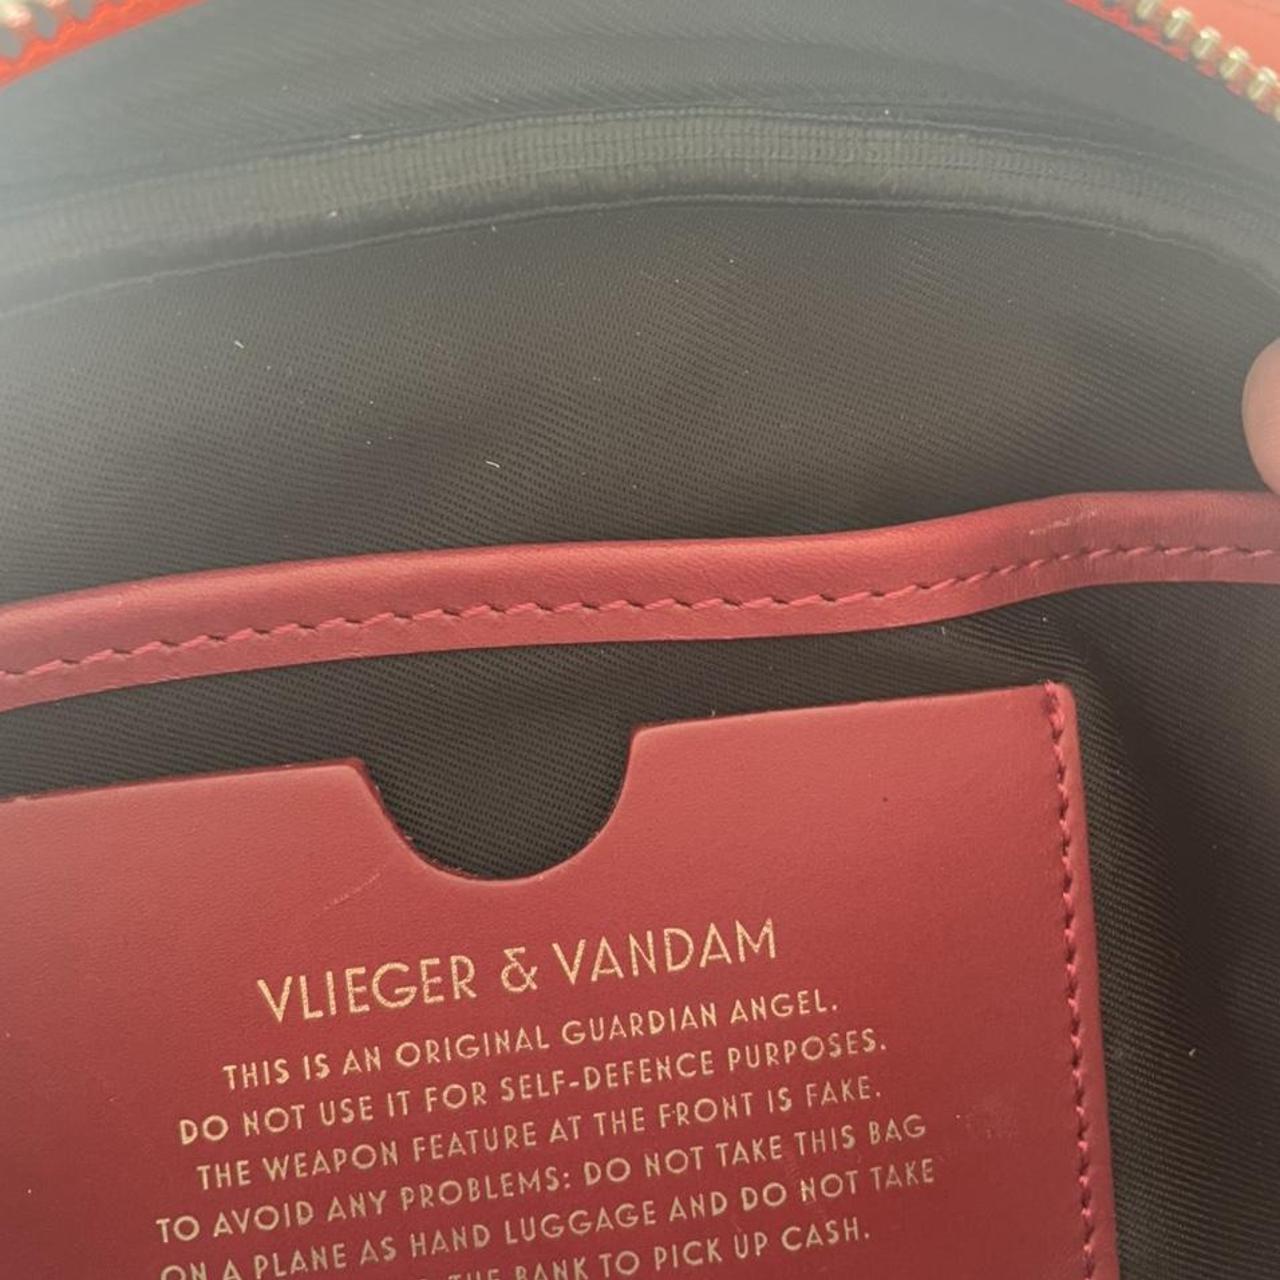 VLIEGER & VANDAM
THIS IS AN ORIGINAL GUARDIAN ANGEL.
DO NOT USE IT FOR SELF-DEFENCE PURPOSES.
THE WEAPON FEATURE AT THE FRONT IS FAKE.
TO AVOID ANY PROBLEMS: DO NOT TAKE THIS BAG
ON A PLANE AS HAND LUGGAGE AND DO NOT TAKE
THE BANK TO PICK UP CASH.